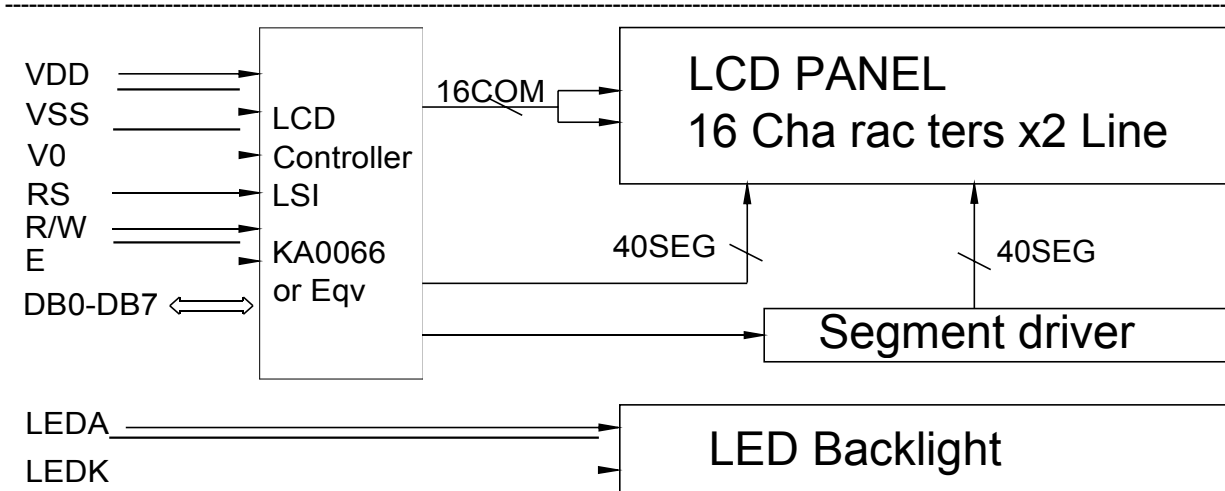 VDD
VSS
V0
RS
R/W
E
DB0-DB7
LCD
Controller
LSI
KA0066
or Eqv
16COM
LCD PANEL
16 Cha rac ters x2 Line
40SEG
40SEG
Segment driver
LEDA
LEDK
LED Backlight